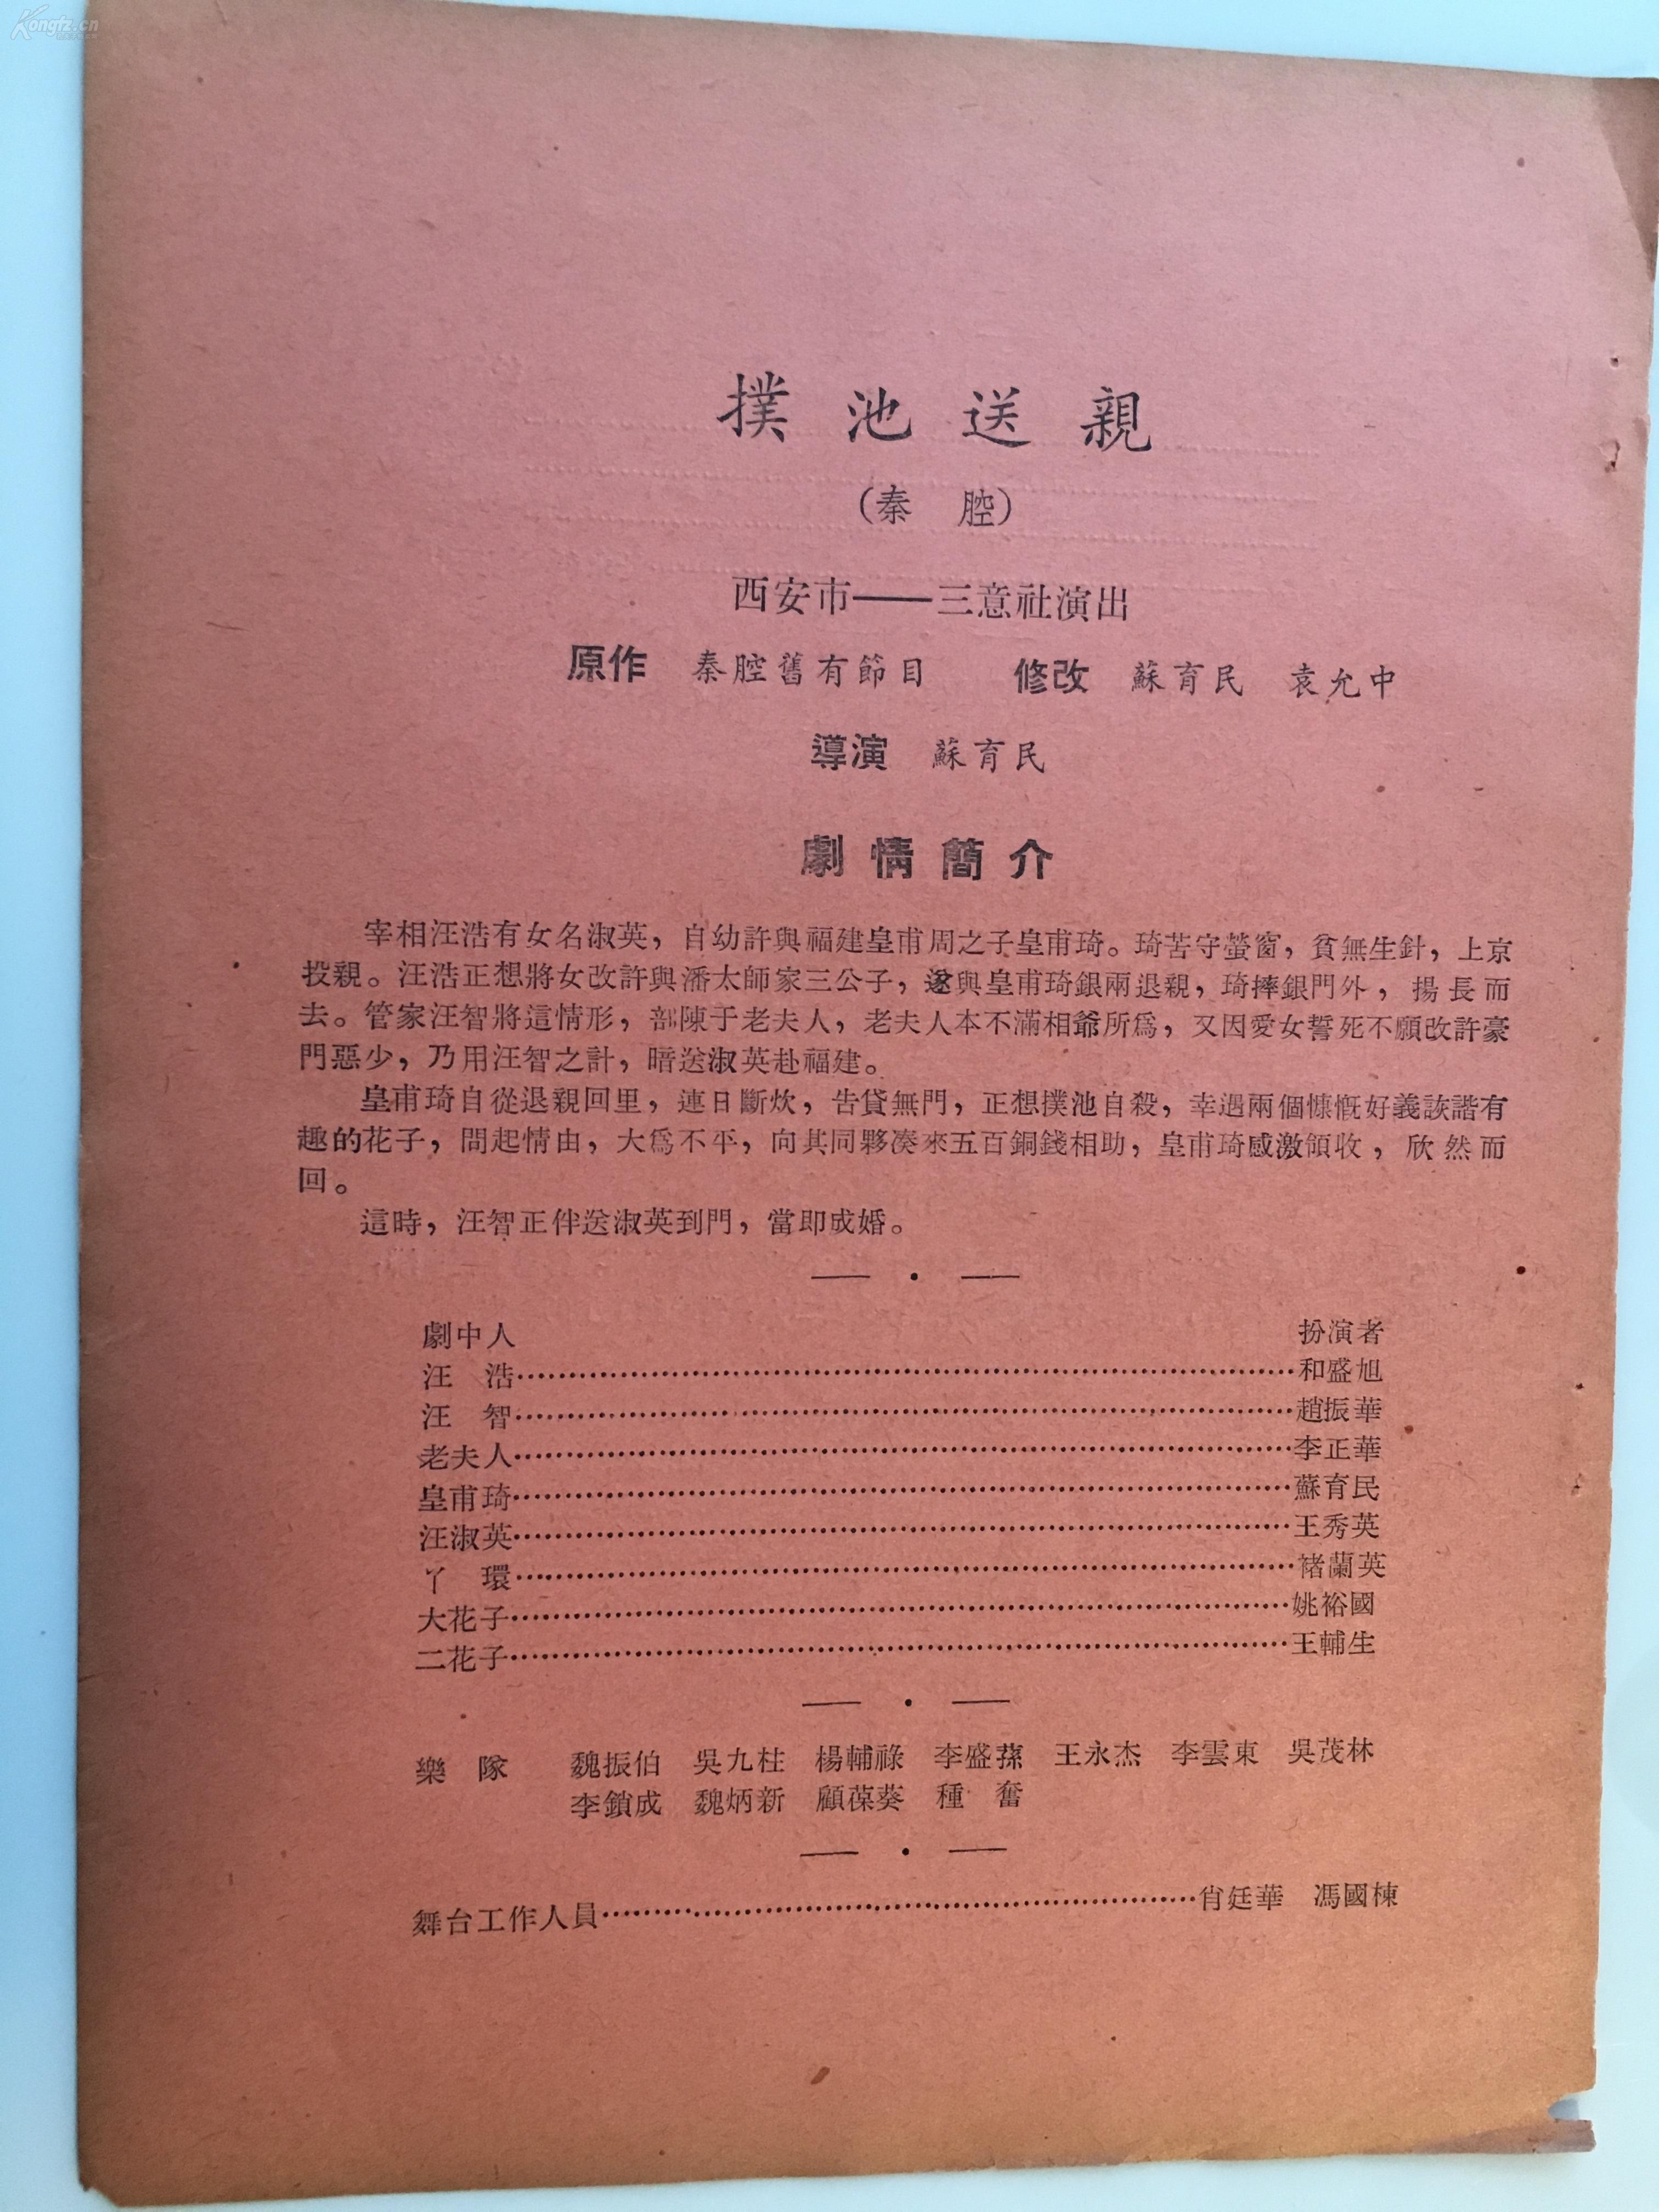 Kongfz.cn
撲池送親
(秦腔)
西安市——三意社演出
原作 秦腔舊有節目 修改 蘇育民 袁允中
導演 蘇育民
劇情簡介
宰相汪浩有女名淑英，自幼許與福建皇甫周之子皇甫琦。琦苦守螢窗，貧無生針，上京
投親。汪浩正想將女改許與潘太師家三公子，遂與皇甫琦銀兩退親，琦摔銀門外，揚長而
去。管家汪智將這情形，部陳于老夫人，老夫人本不滿相爺所爲，又因愛女誓死不願改許豪
門惡少，乃用汪智之計，暗送淑英赴福建。
皇甫琦自從退親回里，連日斷炊，告貸無門，正想撲池自殺，幸遇兩個慷慨好義詼諧有
趣的花子，問起情由，大爲不平，向其同夥湊來五百銅錢相助，皇甫琦感激領收，欣然而
回。
這時，汪智正伴送淑英到門，當即成婚。
劇中人 扮演者
汪浩……和盛旭
汪智……趙振華
老夫人……李正華
皇甫琦……蘇育民
汪淑英……王秀英
丫環……褚蘭英
大花子……姚裕國
二花子……王輔生
樂隊 魏振伯 吳九柱 楊輔祿 李盛蓀 王永杰 李雲東 吳茂林
李鎖成 魏炳新 顧葆葵 種奮
舞台工作人員……肖廷華 馮國棟